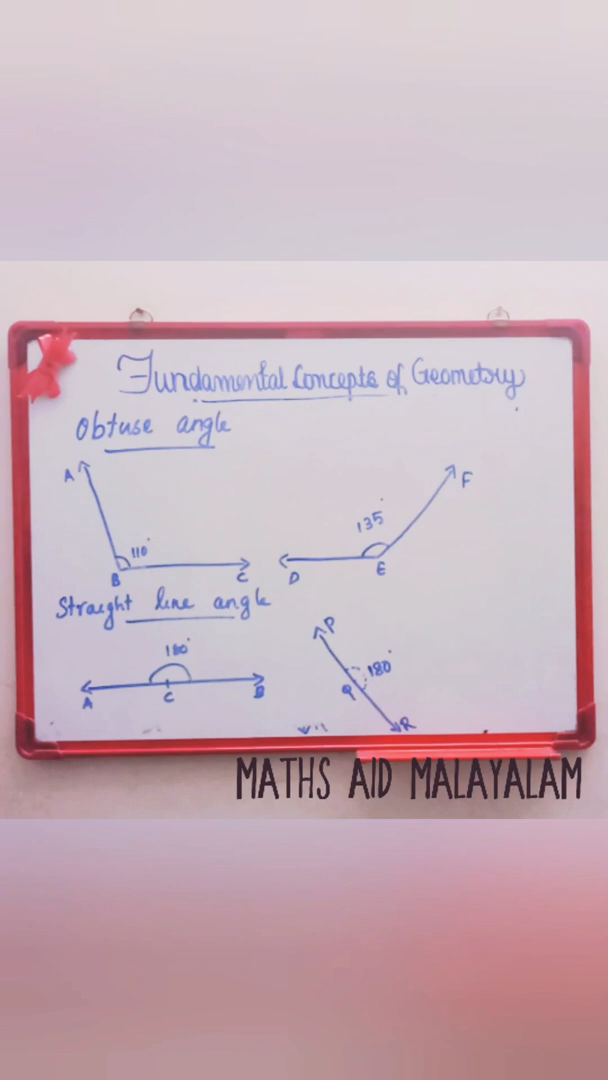 Fundamental Concepts of Geometry
Obtuse angle
A
F
135°
110°
B
C
D
E
Straight line angle
180°
P
180°
A
C
B
Q
R
MATHS AID MALAYALAM